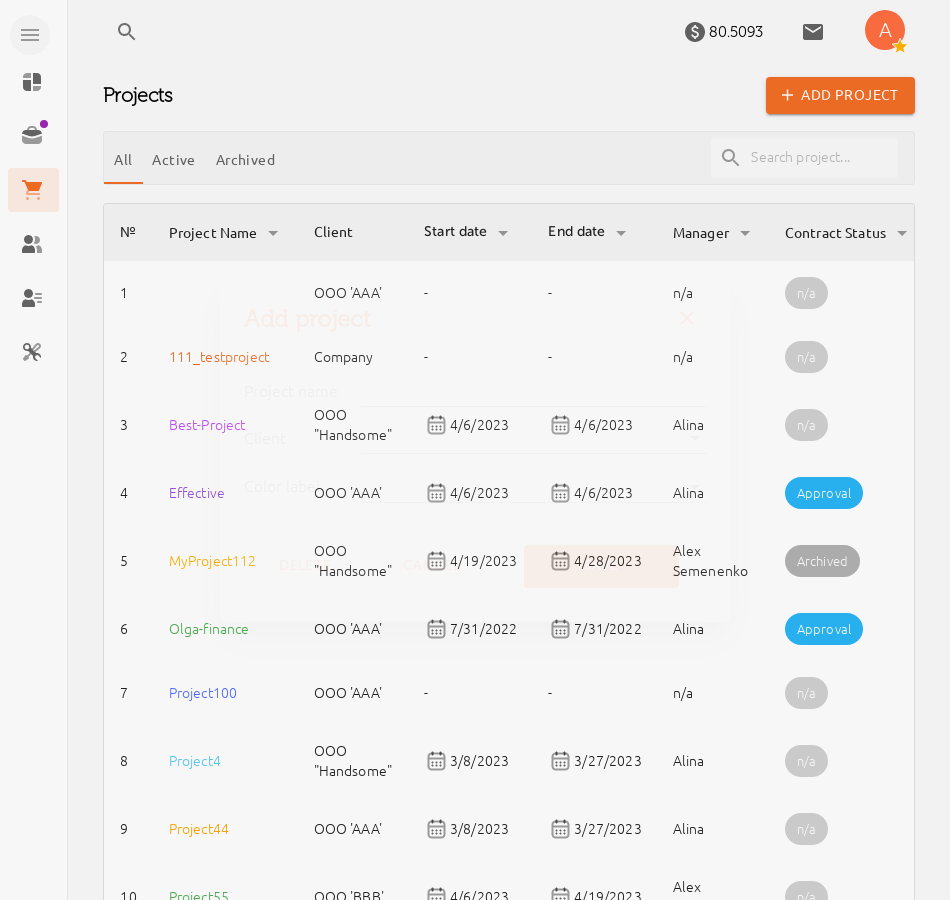 80.5093
A
Projects
ADD PROJECT
All Active Archived
Search project...
№ Project Name Client Start date End date Manager Contract Status
1 OOO 'AAA' - - n/a n/a
Add project
2 111_testproject Company - - n/a n/a
Project name
3 Best-Project OOO "Handsome" 4/6/2023 4/6/2023 Alina n/a
Client
4 Effective OOO 'AAA' 4/6/2023 4/6/2023 Alina Approval
Color label
5 MyProject112 OOO "Handsome" 4/19/2023 4/28/2023 Alex Semenenko Archived
6 Olga-finance OOO 'AAA' 7/31/2022 7/31/2022 Alina Approval
7 Project100 OOO 'AAA' - - n/a n/a
8 Project4 OOO "Handsome" 3/8/2023 3/27/2023 Alina n/a
9 Project44 OOO 'AAA' 3/8/2023 3/27/2023 Alina n/a
10 Project55 OOO 'BBB' 4/6/2023 4/19/2023 Alex n/a